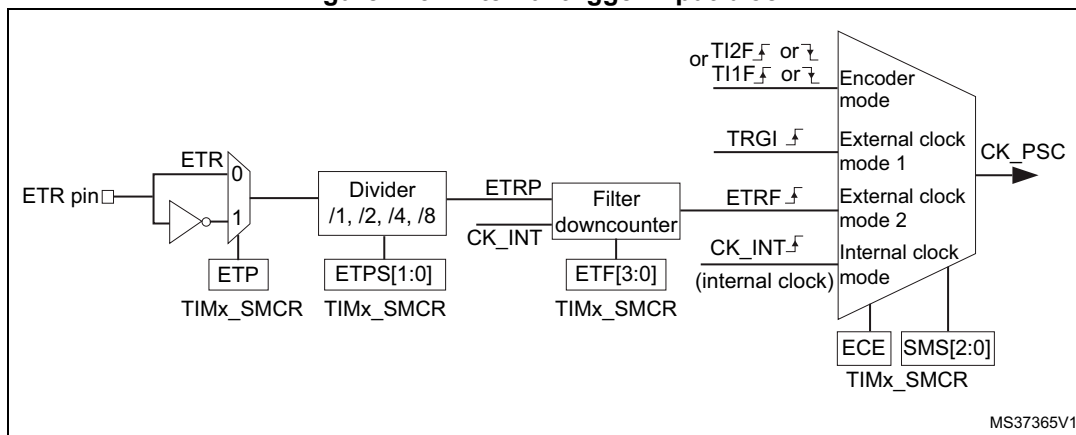 or TI2F or
TI1F or
Encoder
mode
TRGI
External clock
mode 1
CK_PSC
ETR
0
ETR pin
1
Divider
/1, /2, /4, /8
ETRP
CK_INT
Filter
downcounter
ETRF
External clock
mode 2
CK_INT
(internal clock)
Internal clock
mode
ETP
TIMx_SMCR
ETPS[1:0]
TIMx_SMCR
ETF[3:0]
TIMx_SMCR
ECE
SMS[2:0]
TIMx_SMCR
MS37365V1